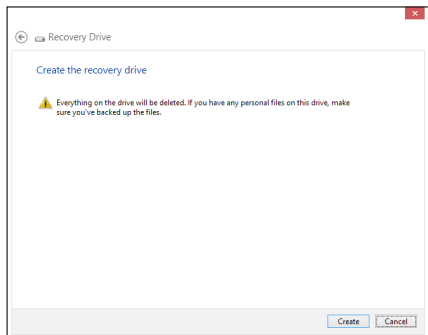 Recovery Drive
Create the recovery drive
Everything on the drive will be deleted. If you have any personal files on this drive, make
sure you've backed up the files.
Create Cancel